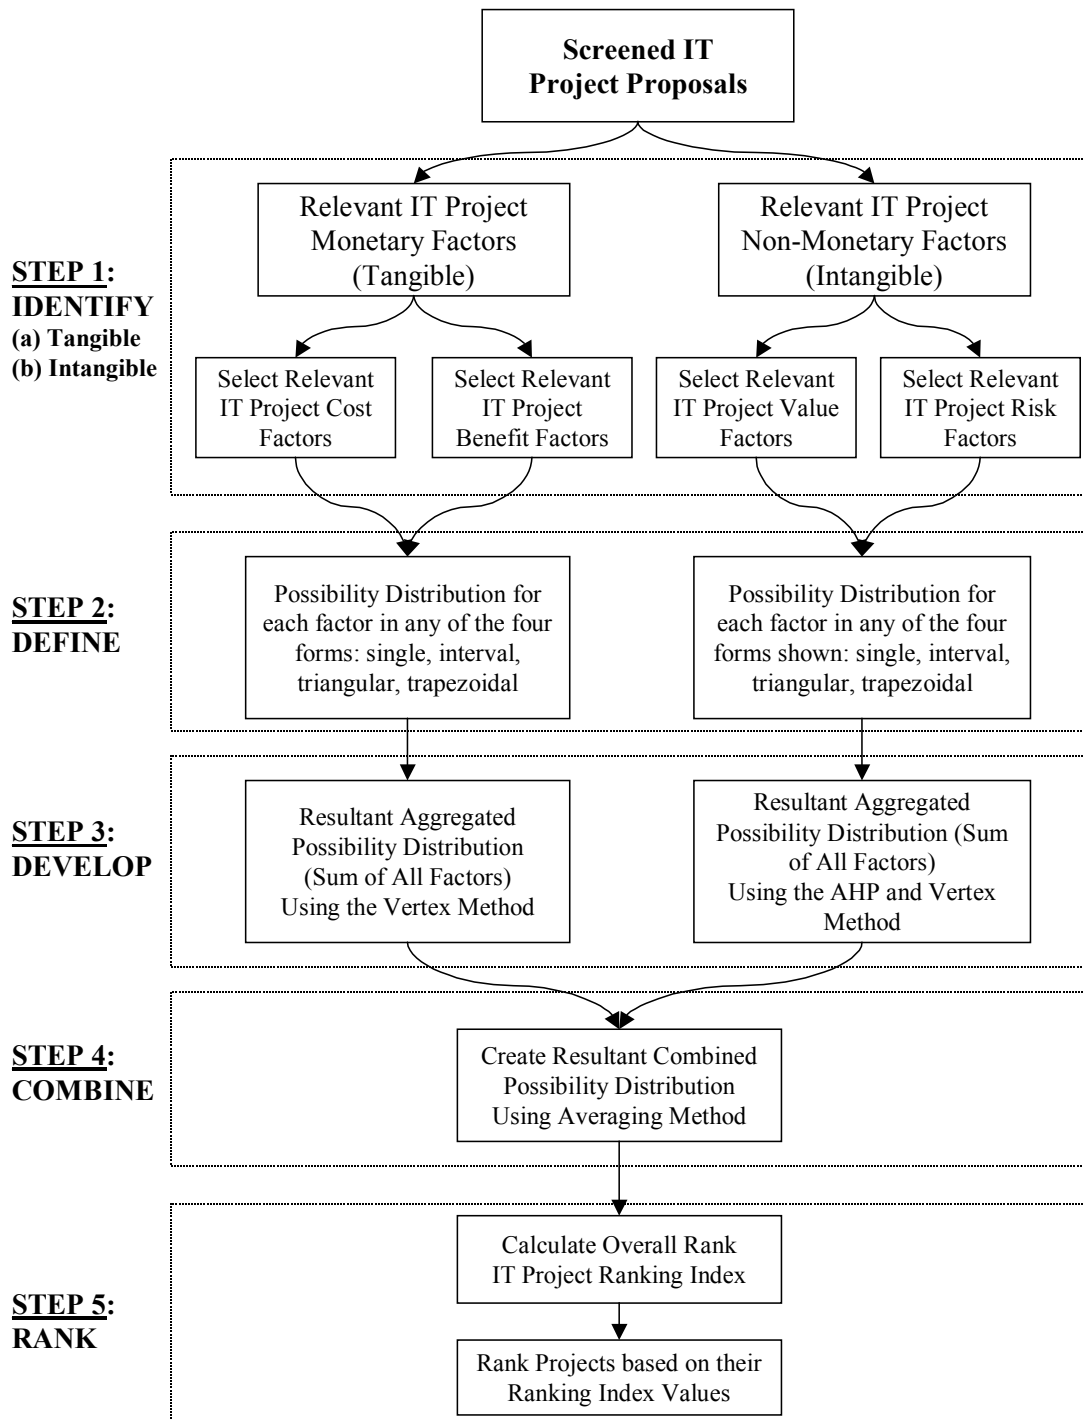 Screened IT
Project Proposals
STEP 1:
IDENTIFY
(a) Tangible
(b) Intangible
Relevant IT Project
Monetary Factors
(Tangible)
Relevant IT Project
Non-Monetary Factors
(Intangible)
Select Relevant
IT Project Cost
Factors
Select Relevant
IT Project
Benefit Factors
Select Relevant
IT Project Value
Factors
Select Relevant
IT Project Risk
Factors
STEP 2:
DEFINE
Possibility Distribution for
each factor in any of the four
forms: single, interval,
triangular, trapezoidal
Possibility Distribution for
each factor in any of the four
forms shown: single, interval,
triangular, trapezoidal
STEP 3:
DEVELOP
Resultant Aggregated
Possibility Distribution
(Sum of All Factors)
Using the Vertex Method
Resultant Aggregated
Possibility Distribution (Sum
of All Factors)
Using the AHP and Vertex
Method
STEP 4:
COMBINE
Create Resultant Combined
Possibility Distribution
Using Averaging Method
STEP 5:
RANK
Calculate Overall Rank
IT Project Ranking Index
Rank Projects based on their
Ranking Index Values